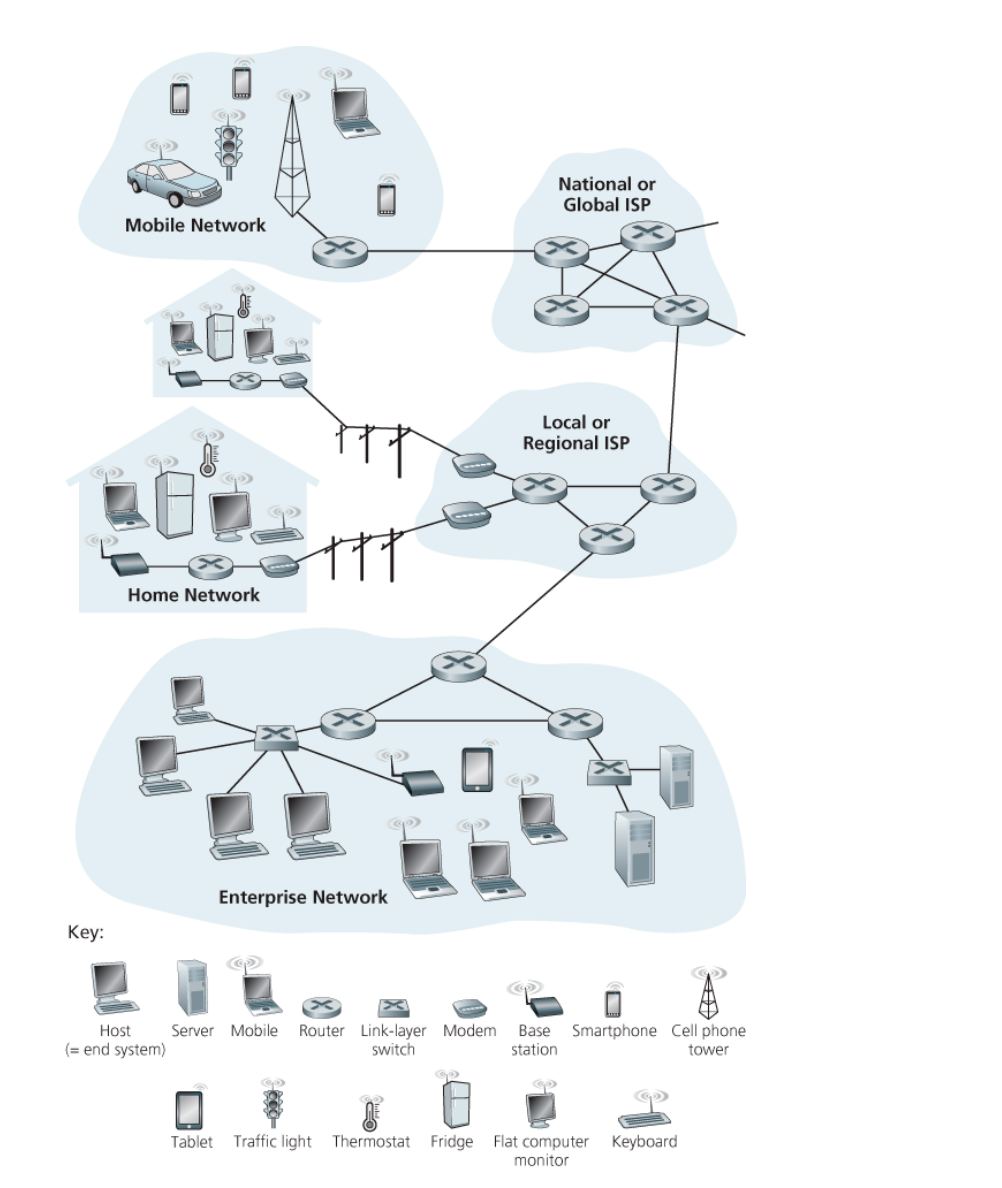 Mobile Network
National or
Global ISP
Local or
Regional ISP
Home Network
Enterprise Network
Key:
Host
(= end system)
Server
Mobile
Router
Link-layer
switch
Modem
Base
station
Smartphone
Cell phone
tower
Tablet
Traffic light
Thermostat
Fridge
Flat computer
monitor
Keyboard